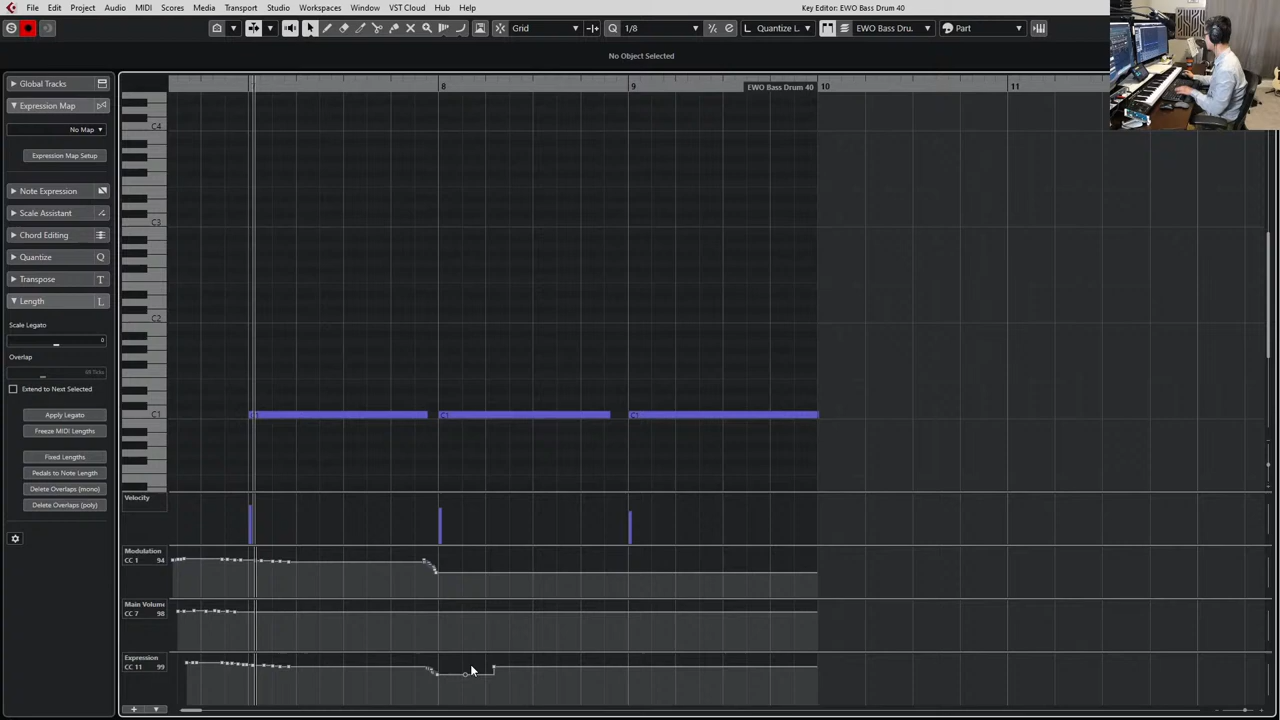 File Edit Project Audio MIDI Scores Media Transport Studio Workspaces Window VST Cloud Hub Help Key Editor: EWO Bass Drum 40
Grid 1/8 Quantize L. EWO Bass Dru. Part
No Object Selected
Global Tracks
8 9 EWO Bass Drum 40 10 11
Expression Map
No Map
Expression Map Setup
Note Expression
Scale Assistant
Chord Editing
Quantize Q
Transpose T
Length L
Scale Legato
0
Overlap
Extend to Next Selected
Apply Legato
Freeze MIDI Lengths
Fixed Lengths
Pedals to Note Length
Delete Overlaps (mono)
Delete Overlaps (poly)
C4
C3
C2
C1
Velocity
Modulation
CC 1 94
Main Volume
CC 7 98
Expression
CC 11 99